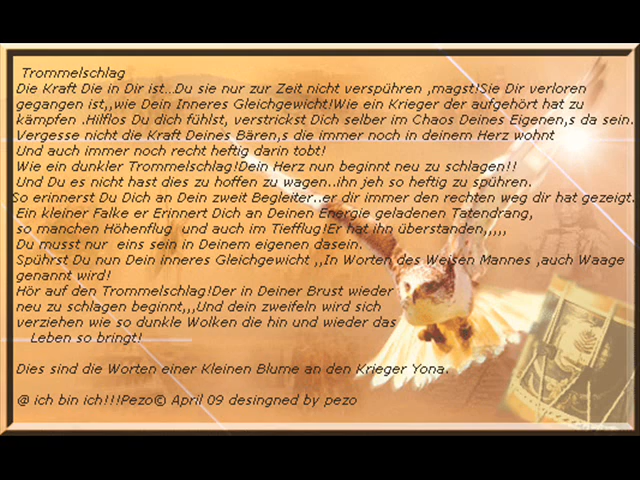 Trommelschlag
Die Kraft Die in Dir ist...Du sie nur zur Zeit nicht verspühren ,magst!Sie Dir verloren
gegangen ist,,wie Dein Inneres Gleichgewicht!Wie ein Krieger der aufgehört hat zu
kämpfen .Hilflos Du dich fühlst, verstrickst Dich selber im Chaos Deines Eigenen,s da sein.
Vergesse nicht die Kraft Deines Bären,s die immer noch in deinem Herz wohnt
Und auch immer noch recht heftig darin tobt!
Wie ein dunkler Trommelschlag!Dein Herz nun beginnt neu zu schlagen!!
Und Du es nicht hast dies zu hoffen zu wagen..ihn jeh so heftig zu spühren.
So erinnerst Du Dich an Dein zweit Begleiter..er dir immer den rechten weg dir hat gezeigt.
Ein kleiner Falke er Erinnert Dich an Deinen Energie geladenen Tatendrang,
so manchen Höhenflug  und auch im Tiefflug!Er hat ihn überstanden,,,,,
Du musst nur  eins sein in Deinem eigenen dasein.
Spührst Du nun Dein inneres Gleichgewicht ,,In Worten des Weisen Mannes ,auch Waage
genannt wird!
Hör auf den Trommelschlag!Der in Deiner Brust wieder
neu zu schlagen beginnt,,,Und dein zweifeln wird sich
verziehen wie so dunkle Wolken die hin und wieder das
Leben so bringt!
Dies sind die Worten einer Kleinen Blume an den Krieger Yona.
@ ich bin ich!!!Pezo© April 09 desingned by pezo